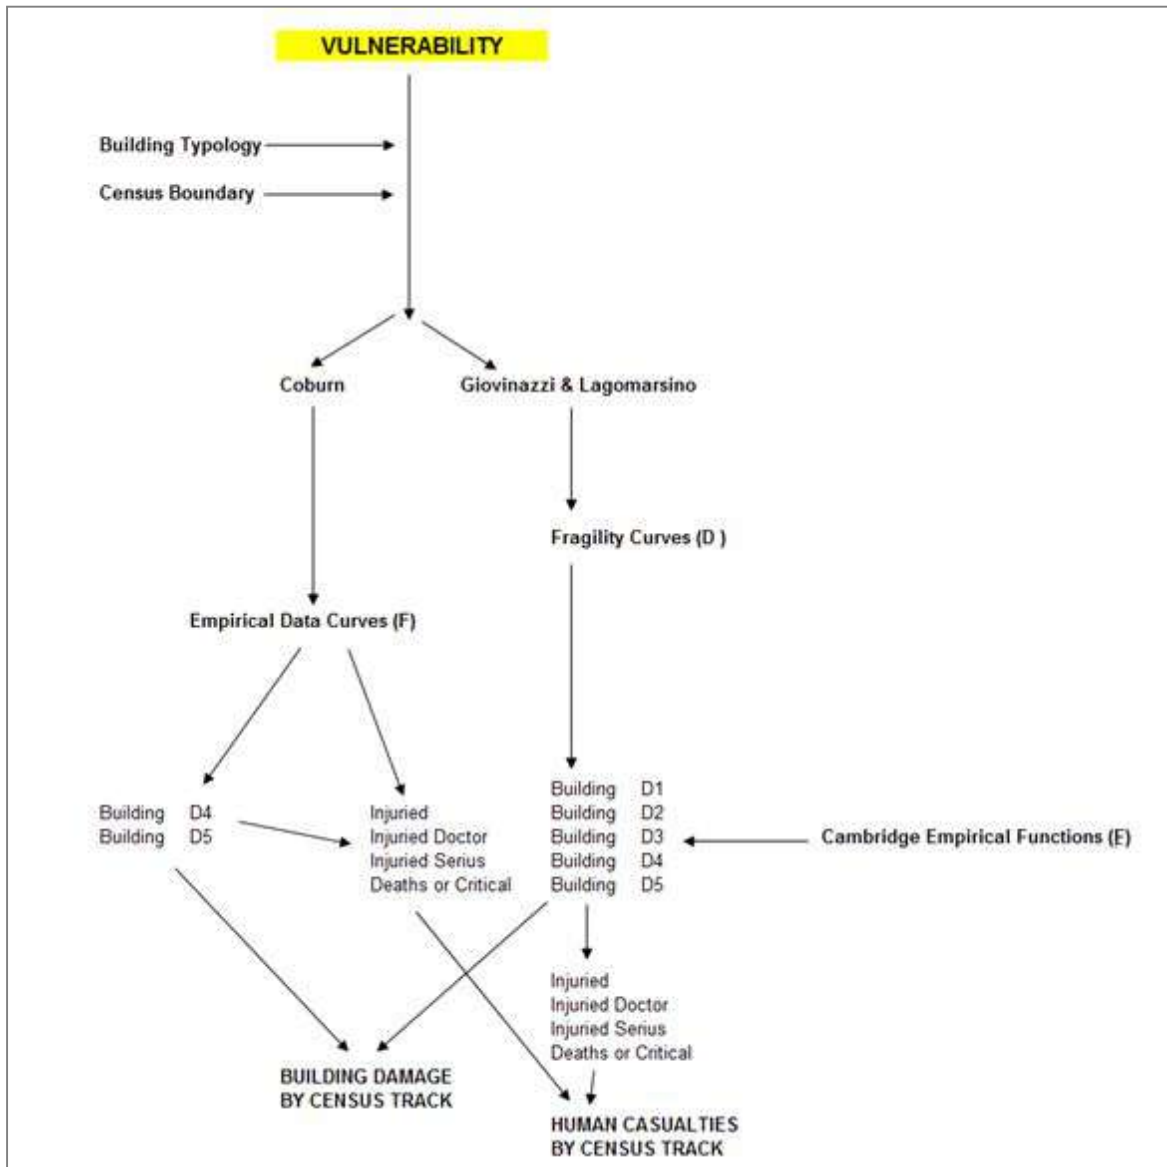 VULNERABILITY
Building Typology
Census Boundary
Coburn
Giovinazzi & Lagomarsino
Fragility Curves (D )
Empirical Data Curves (F)
Building D4
Building D5
Injuried
Injuried Doctor
Injuried Serius
Deaths or Critical
Building D1
Building D2
Building D3
Building D4
Building D5
Cambridge Empirical Functions (E)
Injuried
Injuried Doctor
Injuried Serius
Deaths or Critical
BUILDING DAMAGE
BY CENSUS TRACK
HUMAN CASUALTIES
BY CENSUS TRACK